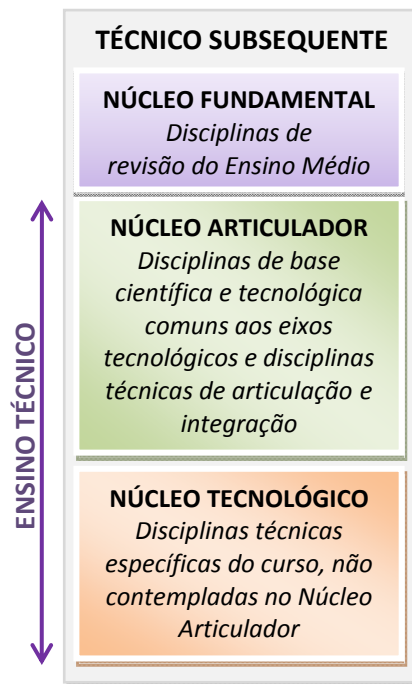 TÉCNICO SUBSEQUENTE
NÚCLEO FUNDAMENTAL
Disciplinas de
revisão do Ensino Médio
NÚCLEO ARTICULADOR
Disciplinas de base
científica e tecnológica
comuns aos eixos
tecnológicos e disciplinas
técnicas de articulação e
integração
ENSINO TÉCNICO
NÚCLEO TECNOLÓGICO
Disciplinas técnicas
específicas do curso, não
contempladas no Núcleo
Articulador